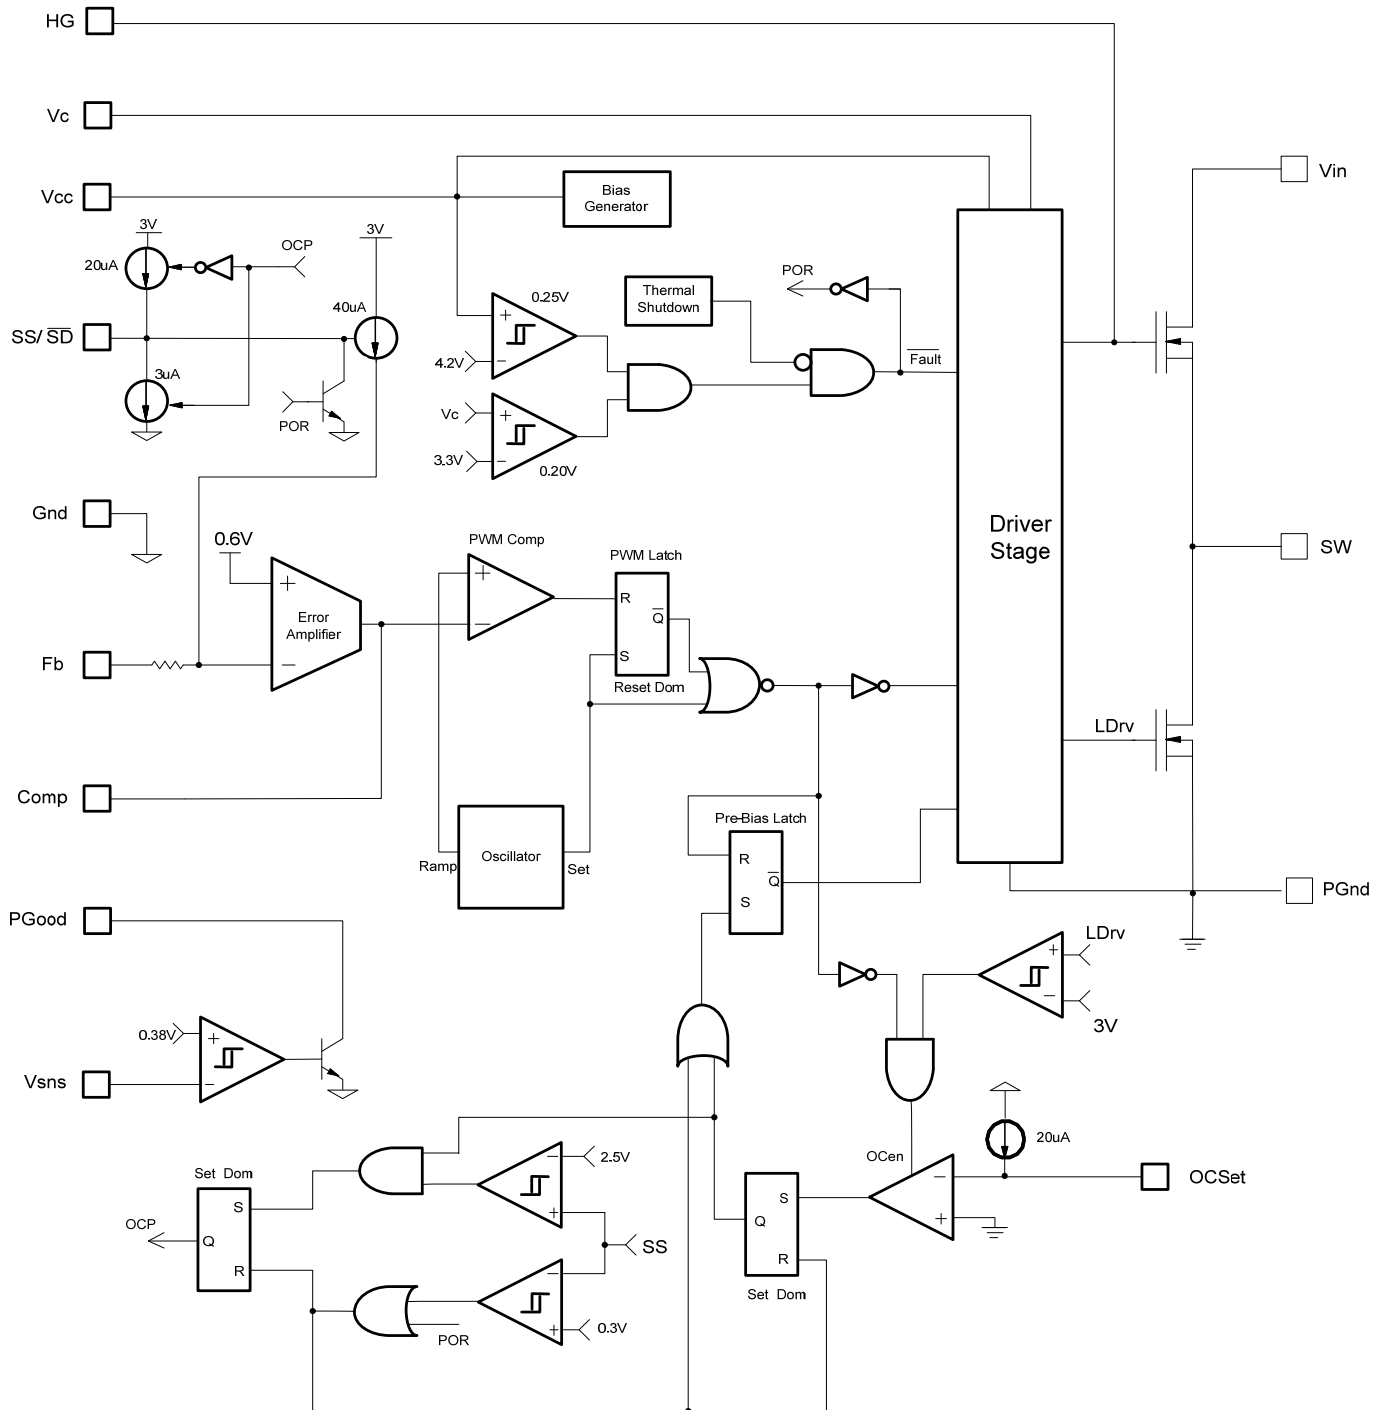 HG
Vc
Vcc
Bias
Generator
Vin
3V
3V
OCP
20uA
POR
Thermal
Shutdown
0.25V
40uA
SS/ SD
4.2V
Fault
3uA
Vc
POR
3.3V
0.20V
Gnd
Driver
Stage
0.6V
PWM Comp
SW
PWM Latch
+
R
Q
Error
Amplifier
S
Fb
Reset Dom
LDrv
Comp
Pre-Bias Latch
Oscillator
Ramp
Set
R
Q
S
PGnd
PGood
LDrv
3V
0.38V
Vsns
20uA
OCen
2.5V
OCSet
Set Dom
S
S
OCP
Q
Q
SS
R
R
Set Dom
0.3V
POR